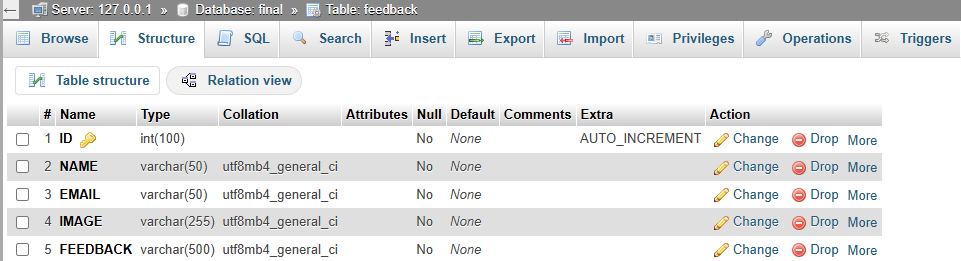 Server: 127.0.0.1 » Database: final » Table: feedback
Browse Structure SQL Search Insert Export Import Privileges Operations Triggers
Table structure Relation view
# Name Type Collation Attributes Null Default Comments Extra Action
1 ID int(100) No None AUTO_INCREMENT Change Drop More
2 NAME varchar(50) utf8mb4_general_ci No None Change Drop More
3 EMAIL varchar(50) utf8mb4_general_ci No None Change Drop More
4 IMAGE varchar(255) utf8mb4_general_ci No None Change Drop More
5 FEEDBACK varchar(500) utf8mb4_general_ci No None Change Drop More